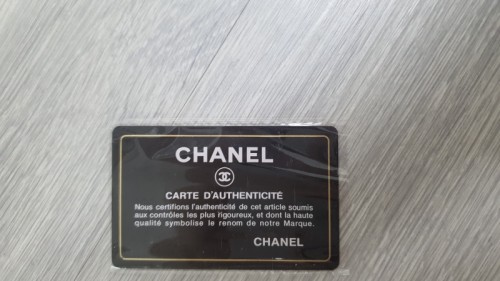 CHANEL
CARTE D'AUTHENTICITÉ
Nous certifions l'authenticité de cet article soumis
aux contrôles les plus rigoureux, et dont la haute
qualité symbolise le renom de notre Marque.
CHANEL